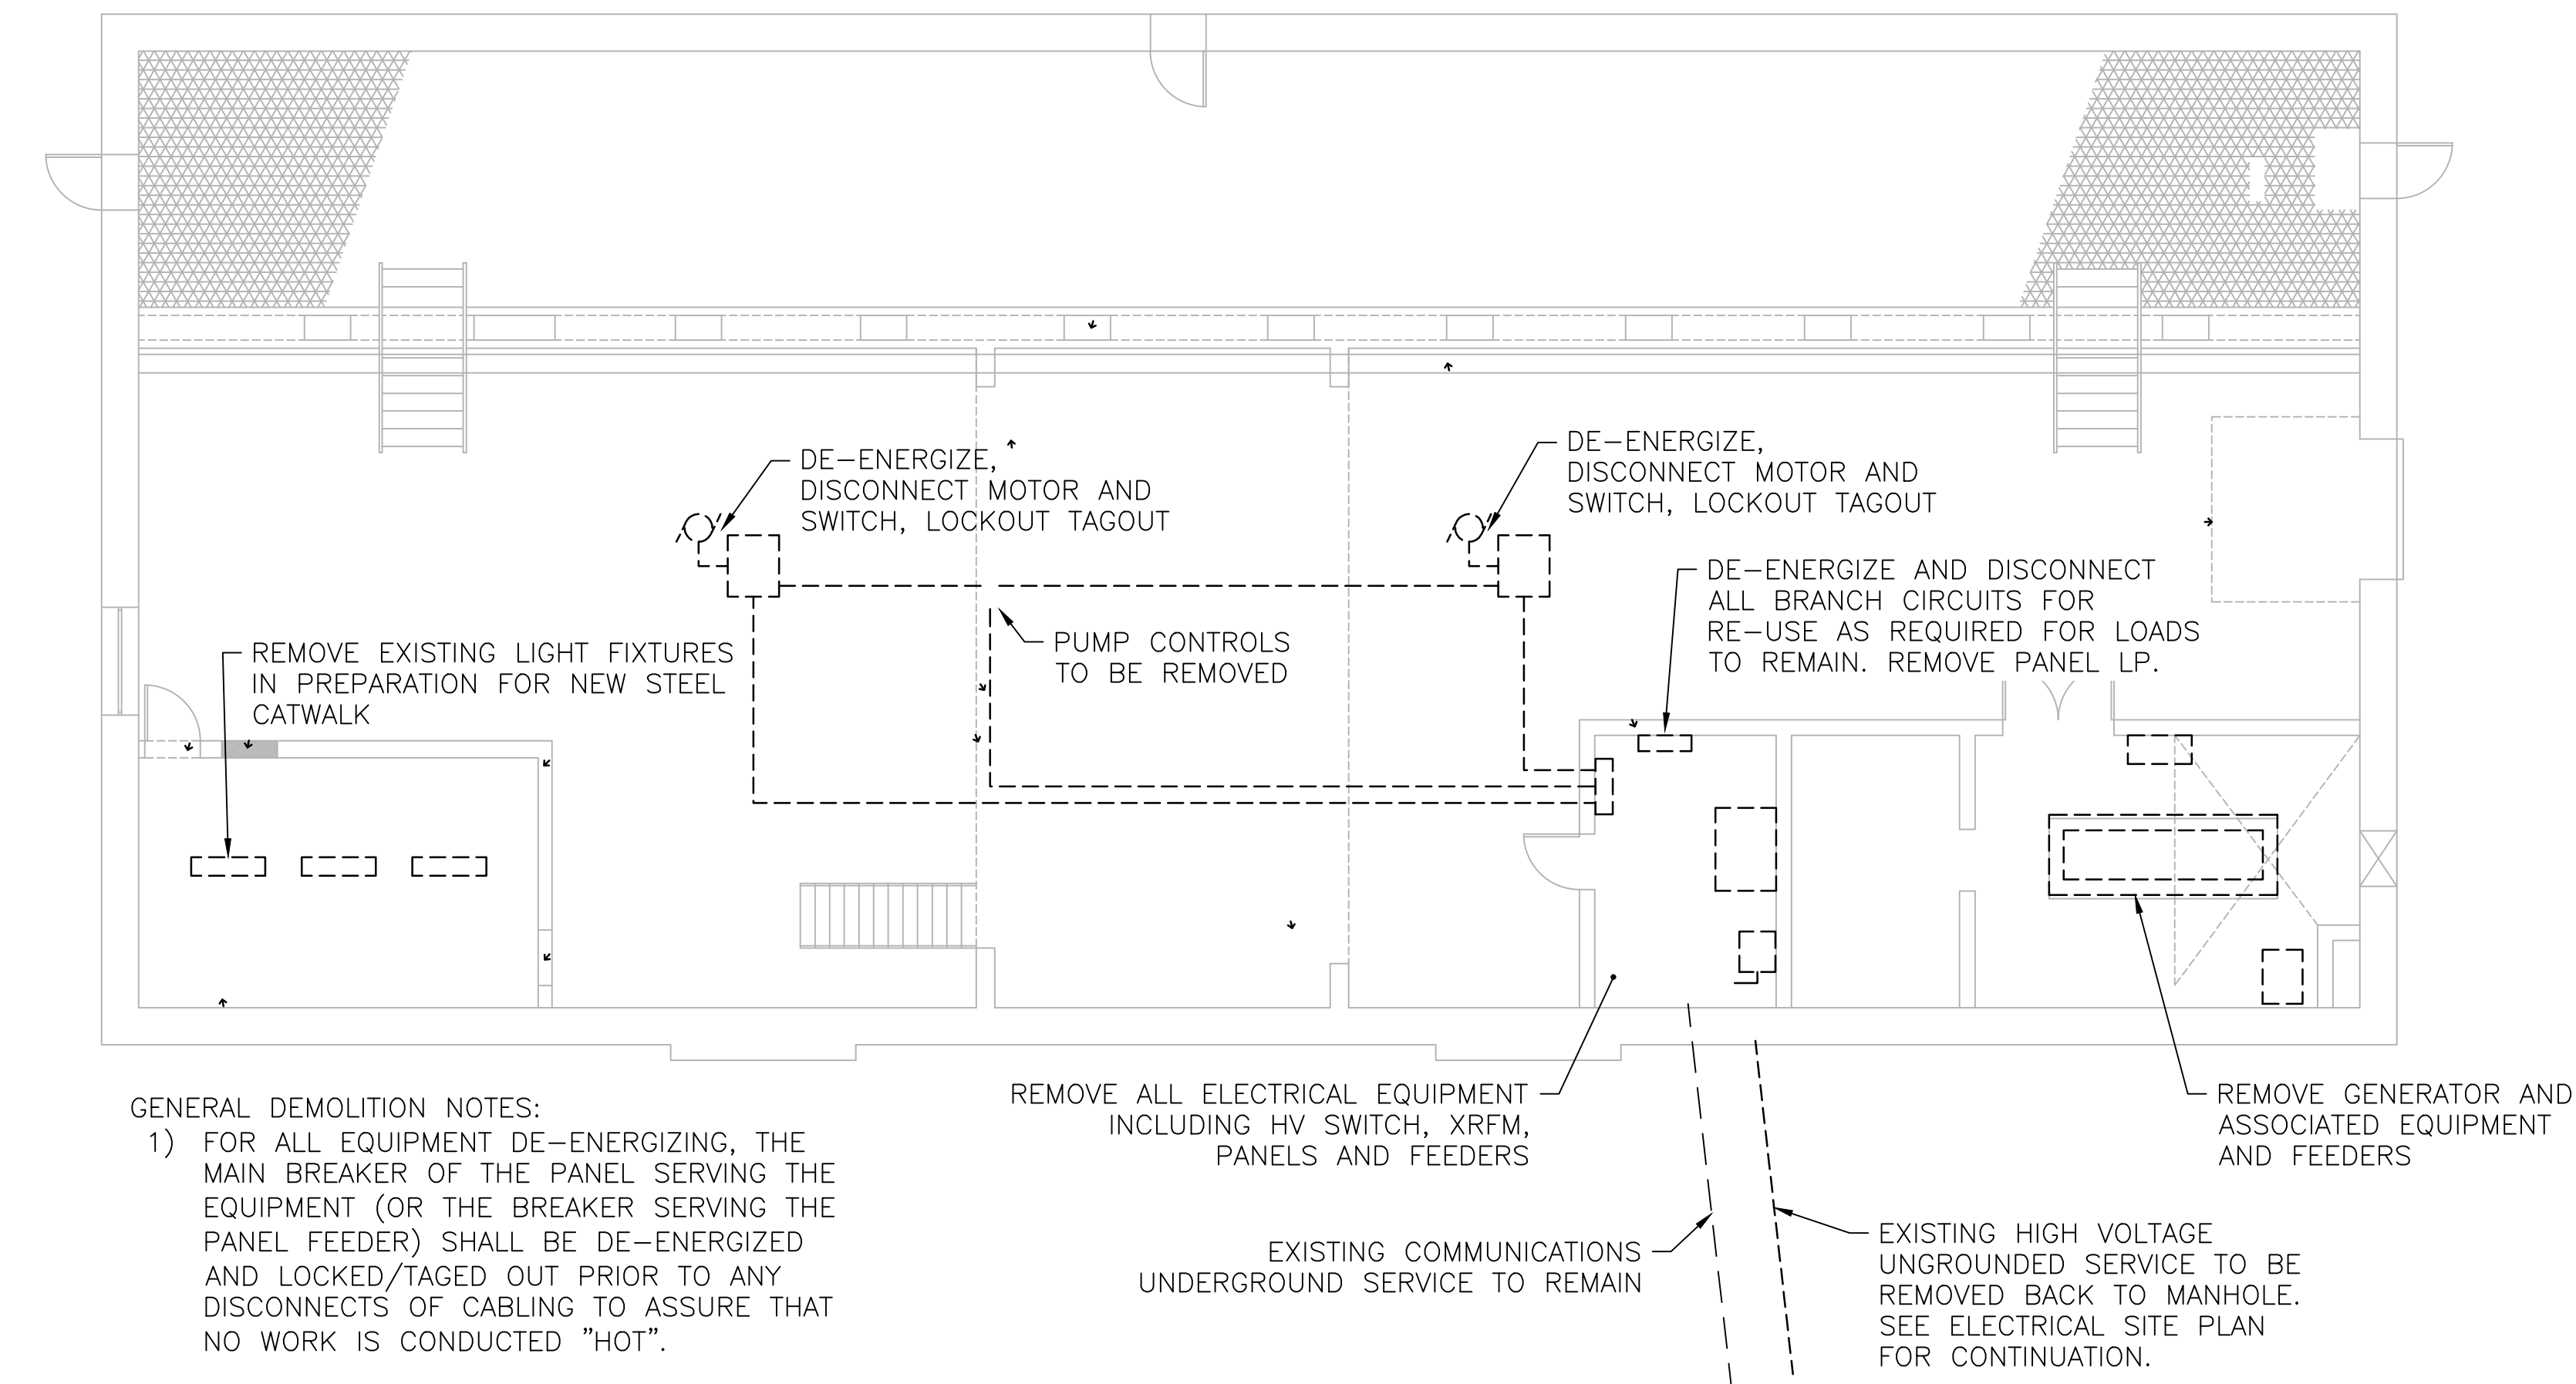 DE-ENERGIZE,
DISCONNECT MOTOR AND
SWITCH, LOCKOUT TAGOUT
DE-ENERGIZE,
DISCONNECT MOTOR AND
SWITCH, LOCKOUT TAGOUT
DE-ENERGIZE AND DISCONNECT
ALL BRANCH CIRCUITS FOR
RE-USE AS REQUIRED FOR LOADS
TO REMAIN. REMOVE PANEL LP.
PUMP CONTROLS
TO BE REMOVED
REMOVE EXISTING LIGHT FIXTURES
IN PREPARATION FOR NEW STEEL
CATWALK
GENERAL DEMOLITION NOTES:
1) FOR ALL EQUIPMENT DE-ENERGIZING, THE
MAIN BREAKER OF THE PANEL SERVING THE
EQUIPMENT (OR THE BREAKER SERVING THE
PANEL FEEDER) SHALL BE DE-ENERGIZED
AND LOCKED/TAGED OUT PRIOR TO ANY
DISCONNECTS OF CABLING TO ASSURE THAT
NO WORK IS CONDUCTED "HOT".
REMOVE ALL ELECTRICAL EQUIPMENT
INCLUDING HV SWITCH, XRFM,
PANELS AND FEEDERS
REMOVE GENERATOR AND
ASSOCIATED EQUIPMENT
AND FEEDERS
EXISTING COMMUNICATIONS
UNDERGROUND SERVICE TO REMAIN
EXISTING HIGH VOLTAGE
UNGROUNDED SERVICE TO BE
REMOVED BACK TO MANHOLE.
SEE ELECTRICAL SITE PLAN
FOR CONTINUATION.